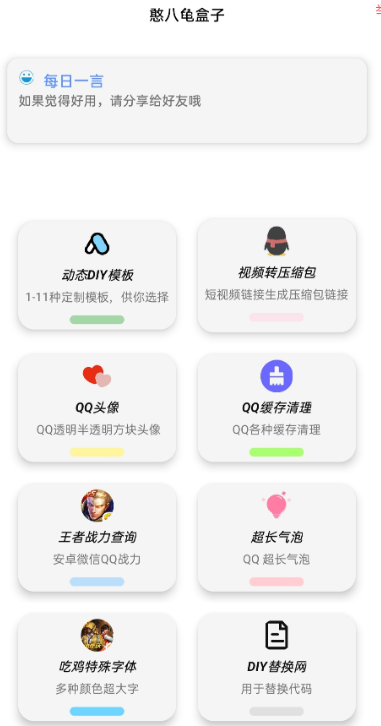 憨八龟盒子
每日一言
如果觉得好用，请分享给好友哦
动态DIY模板
1-11种定制模板，供你选择
视频转压缩包
短视频链接生成压缩包链接
QQ头像
QQ透明半透明方块头像
QQ缓存清理
QQ各种缓存清理
王者战力查询
安卓微信QQ战力
超长气泡
QQ 超长气泡
吃鸡特殊字体
多种颜色超大字
DIY替换网
用于替换代码